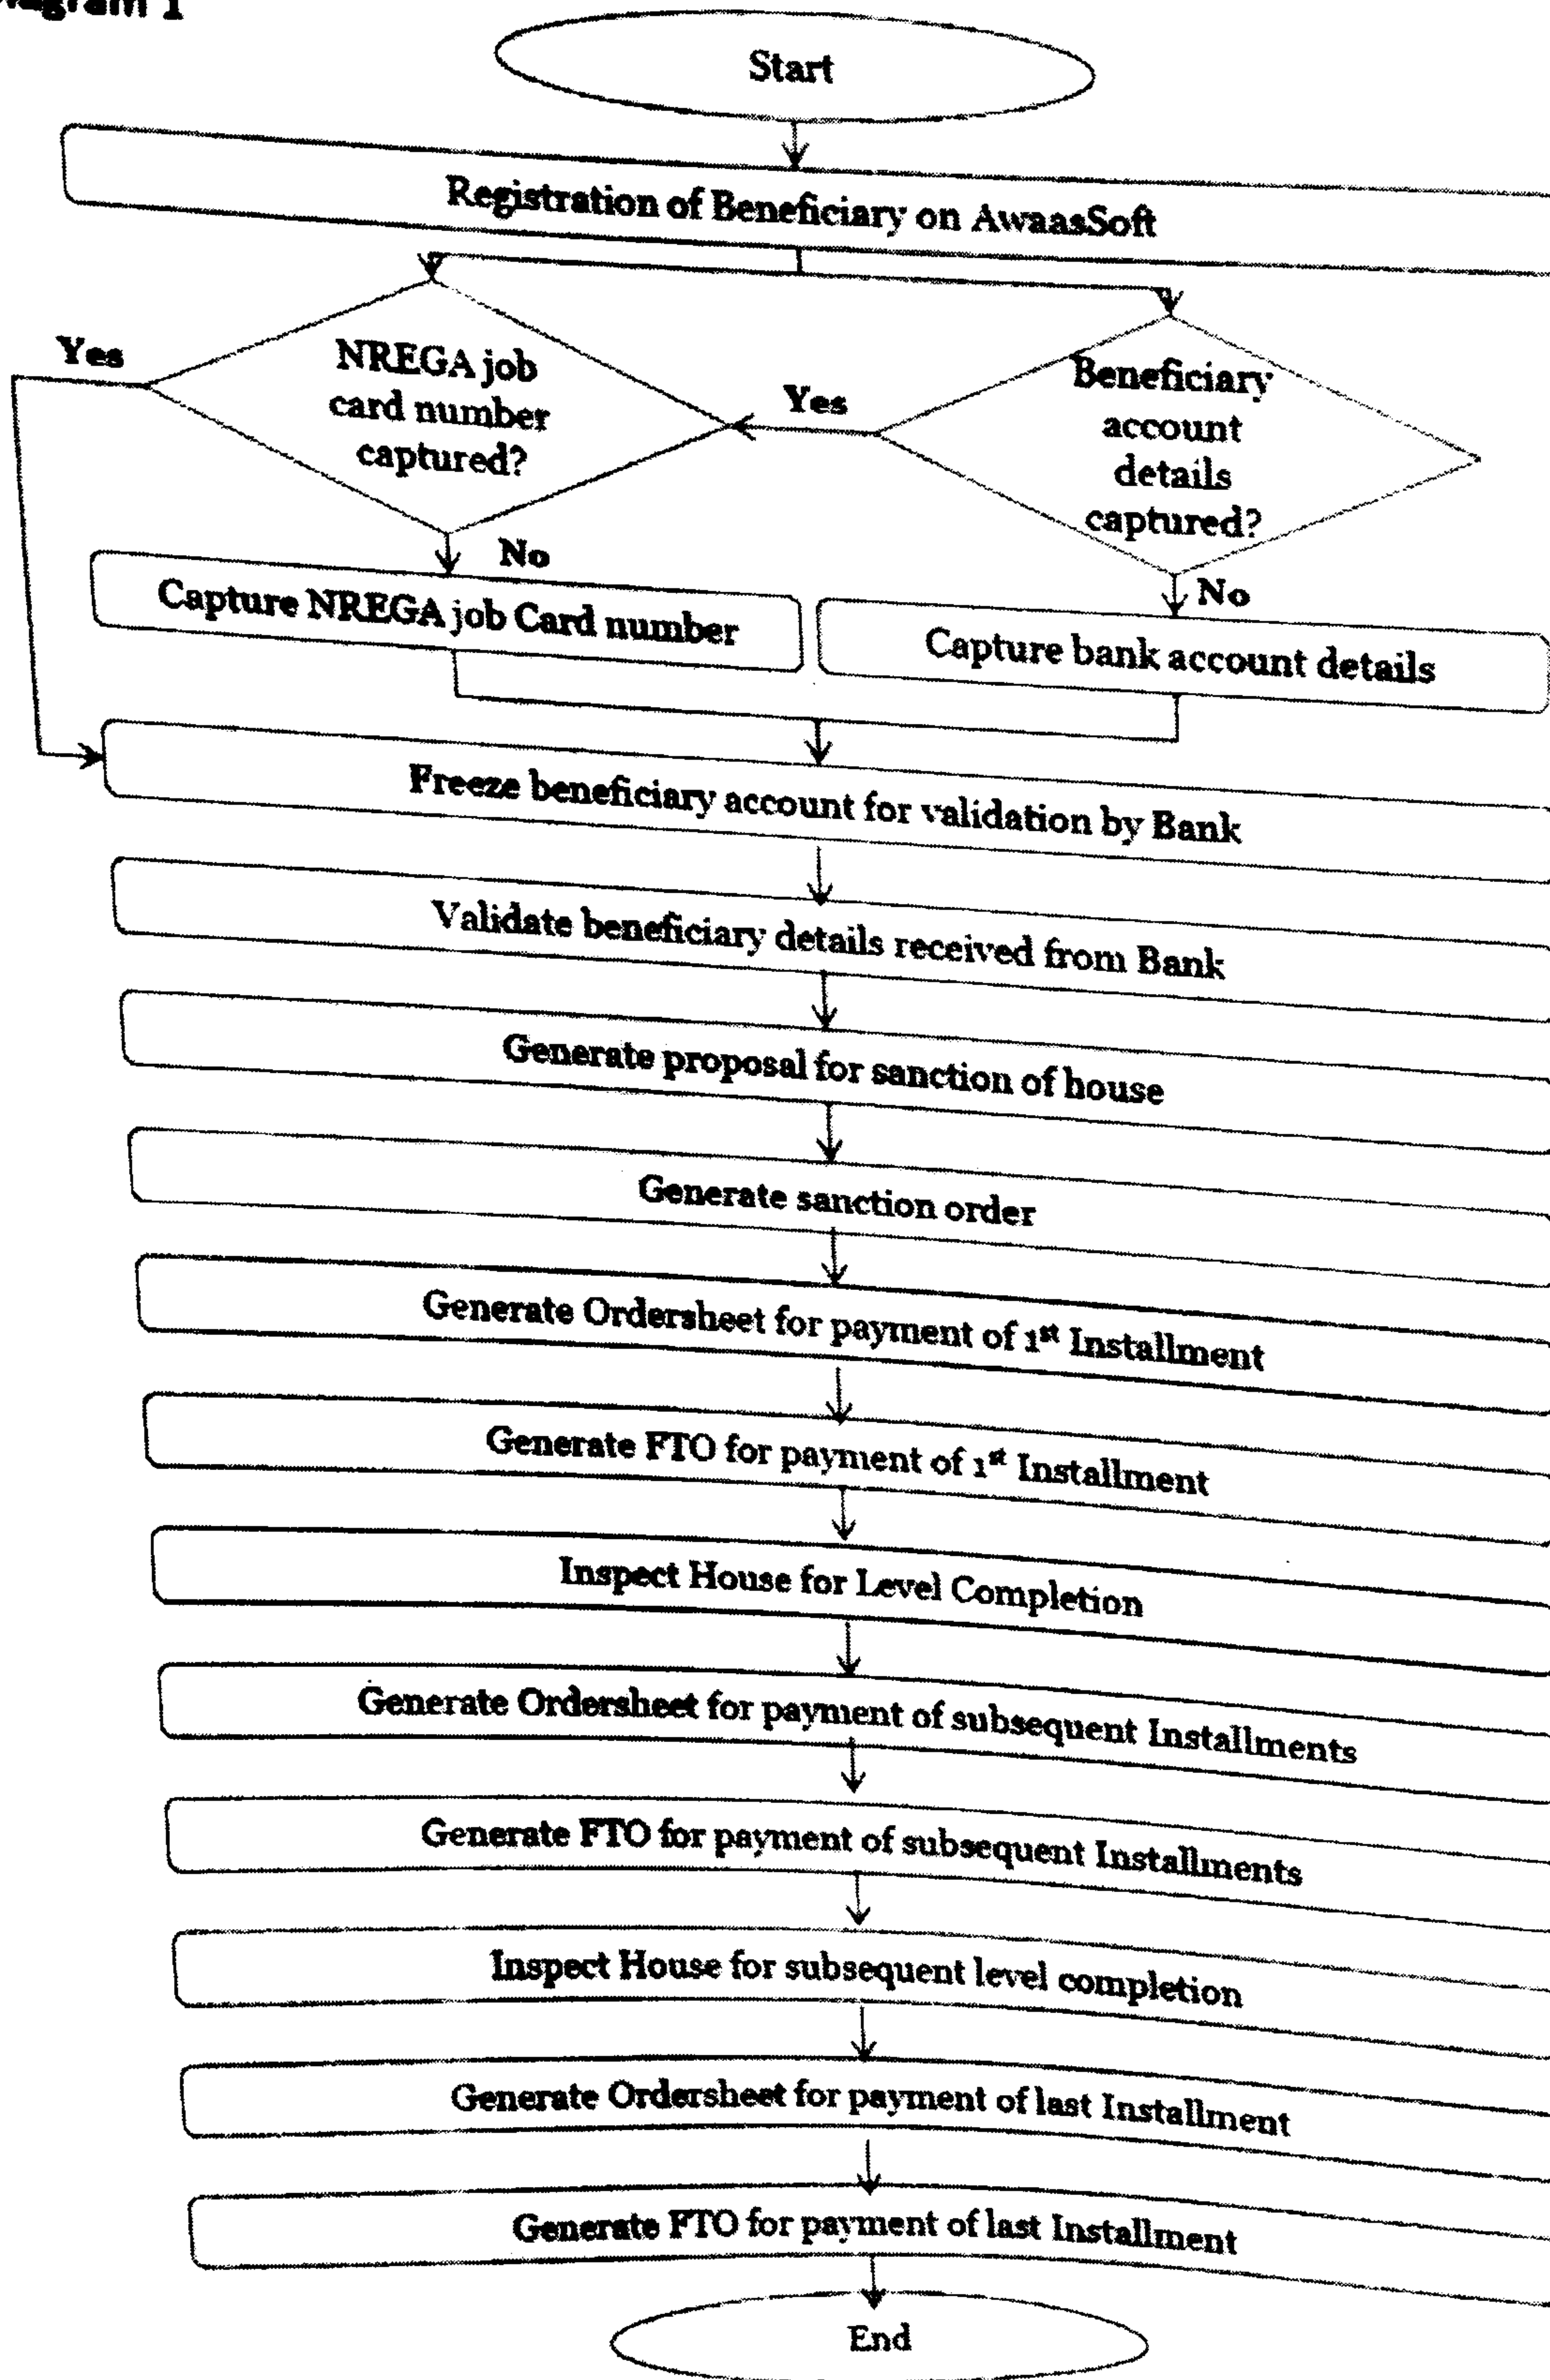 Diagram 1
Start
Registration of Beneficiary on AwaasSoft
Yes
NREGA job
card number
captured?
Yes
Beneficiary
account
details
captured?
No
No
Capture NREGA job Card number
Capture bank account details
Freeze beneficiary account for validation by Bank
Validate beneficiary details received from Bank
Generate proposal for sanction of house
Generate sanction order
Generate Ordersheet for payment of 1st Installment
Generate FTO for payment of 1st Installment
Inspect House for Level Completion
Generate Ordersheet for payment of subsequent Installments
Generate FTO for payment of subsequent Installments
Inspect House for subsequent level completion
Generate Ordersheet for payment of last Installment
Generate FTO for payment of last Installment
End